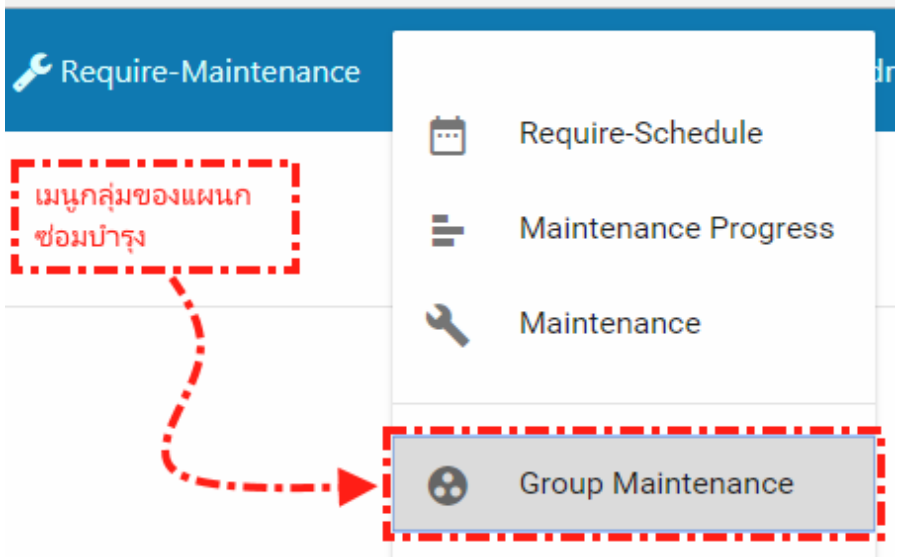 Require-Maintenance
Require-Schedule
เมนูกลุ่มของแผนก
ซ่อมบำรุง
Maintenance Progress
Maintenance
Group Maintenance